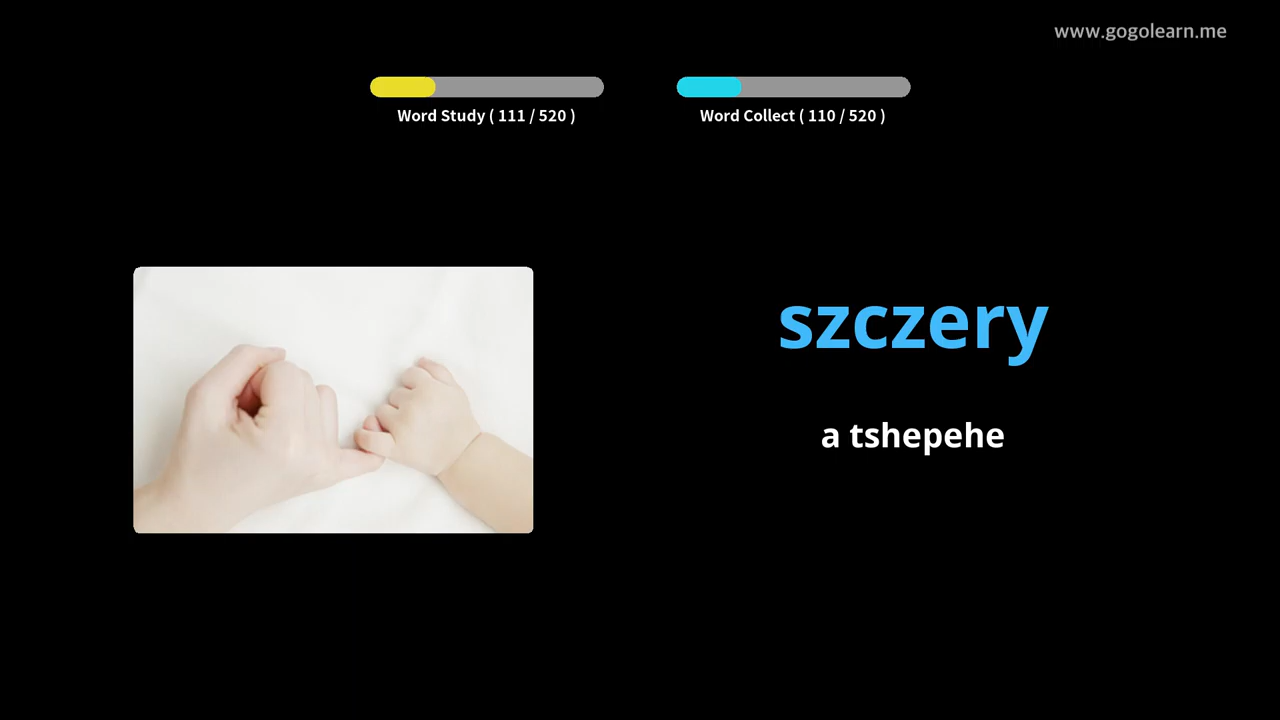 www.gogolearn.me
Word Study ( 111 / 520 )
Word Collect ( 110 / 520 )
szczery
a tshepehe